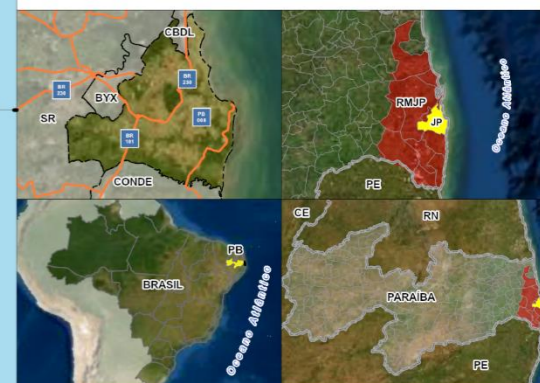 CBDL
BR
230
BR
230
BYX
PB
008
SR
BR
101
CONDE
RMJP
JP
Oceano Atlântico
PE
PB
BRASIL
Oceano Atlântico
CE
RN
PARAÍBA
PE